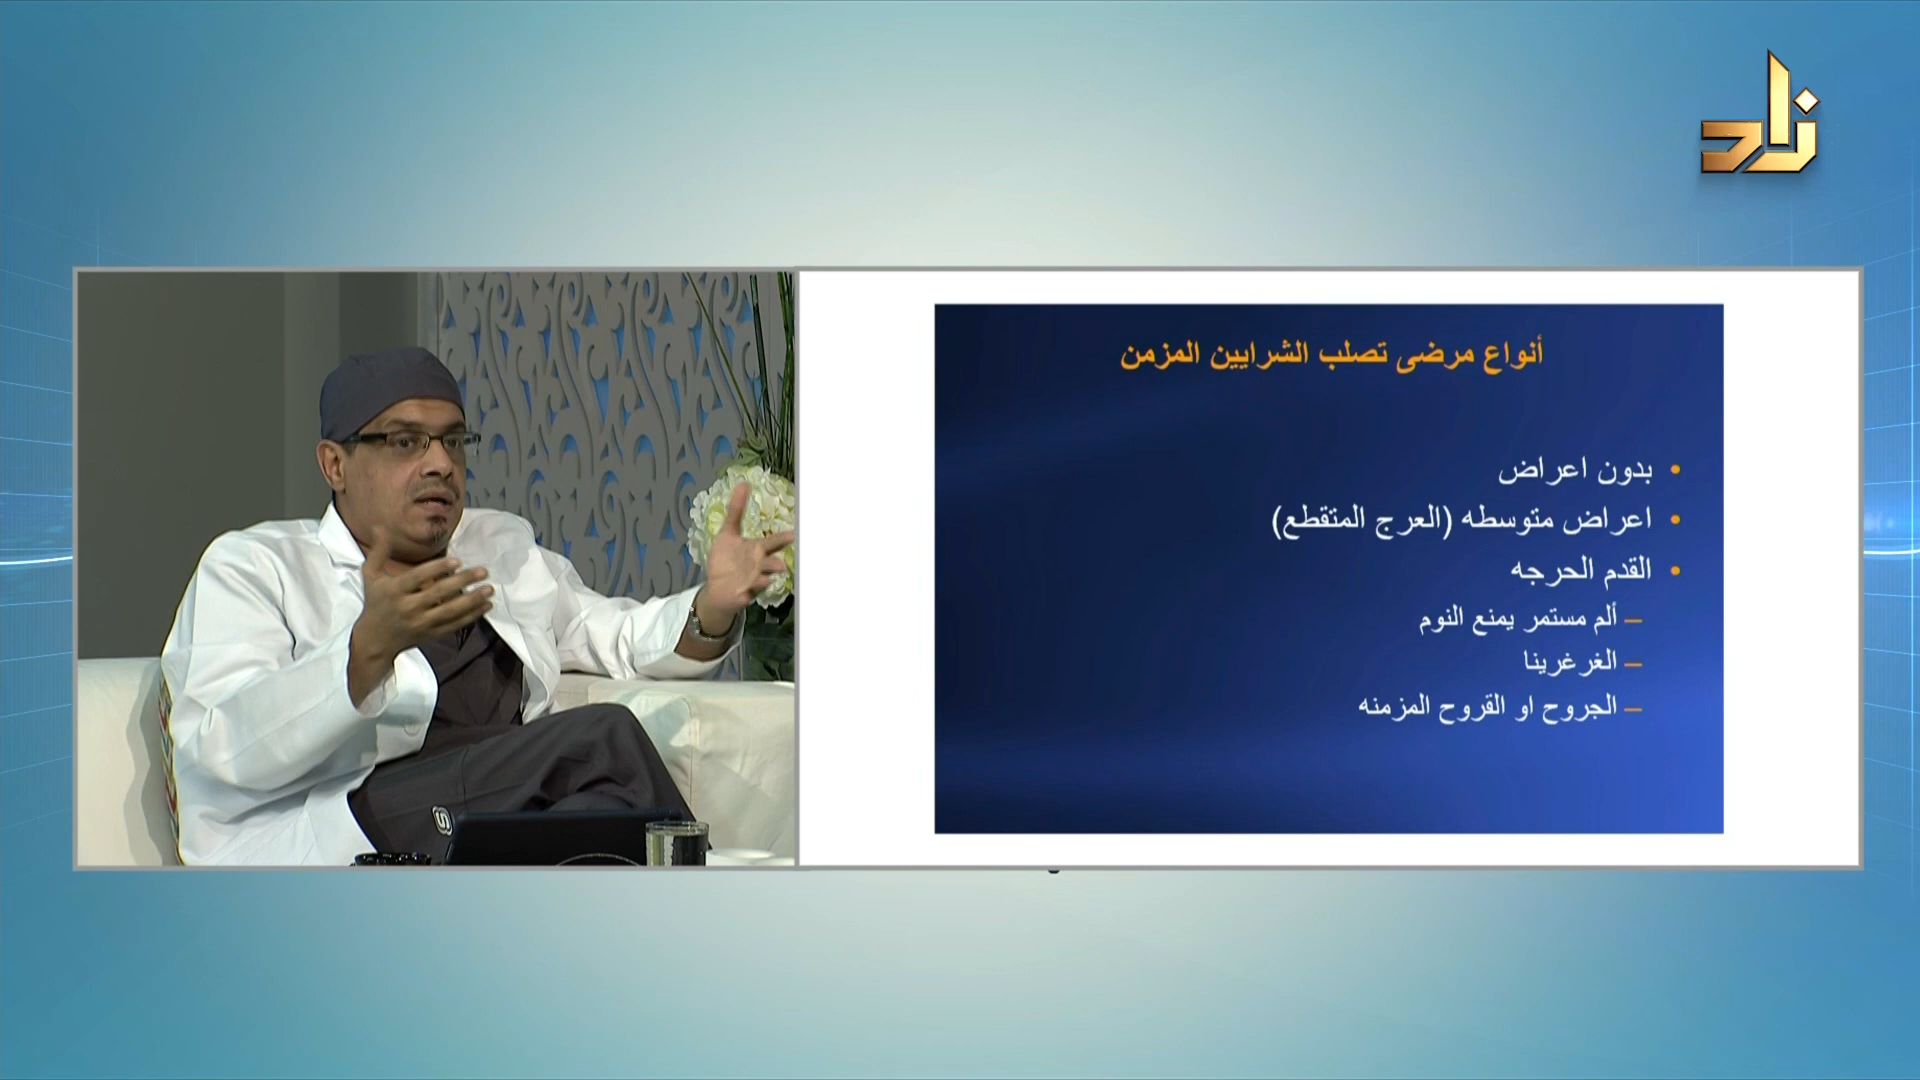 زاد
أنواع مرضى تصلب الشرايين المزمن
• بدون اعراض
• اعراض متوسطه (العرج المتقطع)
• القدم الحرجه
– ألم مستمر يمنع النوم
– الغرغرينا
– الجروح او القروح المزمنه